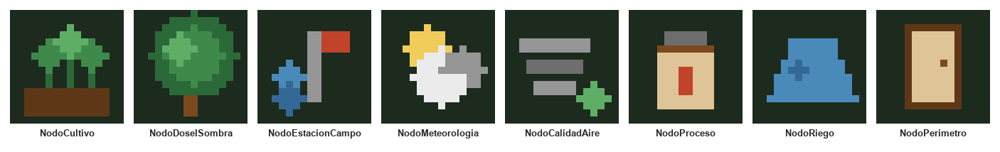 NodoCultivo
NodoDoselSombra
NodoEstacionCampo
NodoMeteorologia
NodoCalidadAire
NodoProceso
NodoRiego
NodoPerimetro